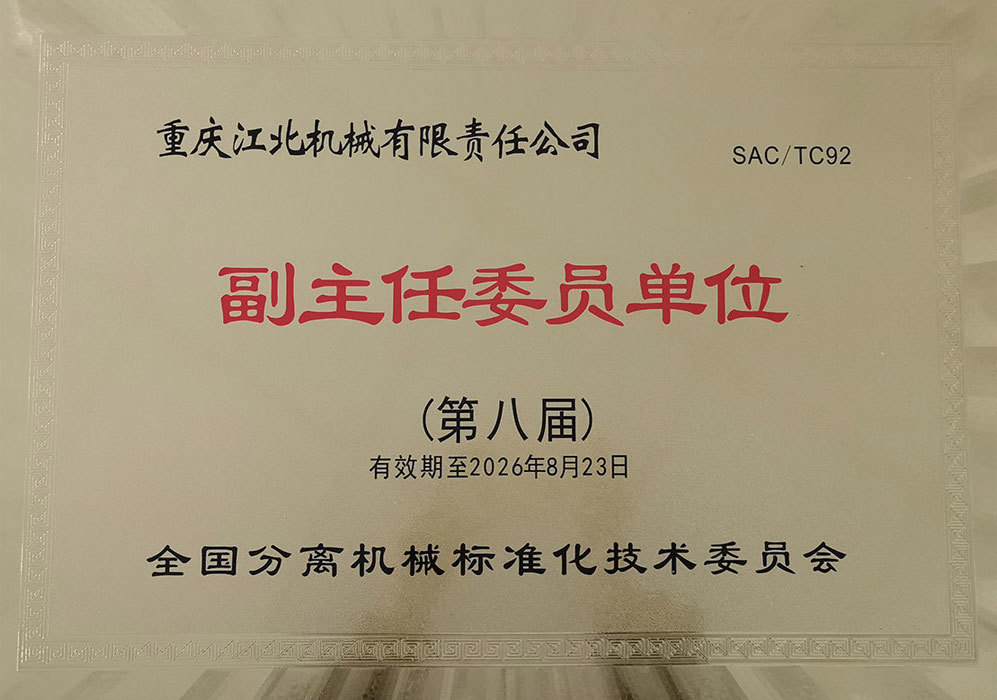 重庆江北机械有限责任公司
SAC/TC92
副主任委员单位
(第八届)
有效期至2026年8月23日
全国分离机械标准化技术委员会